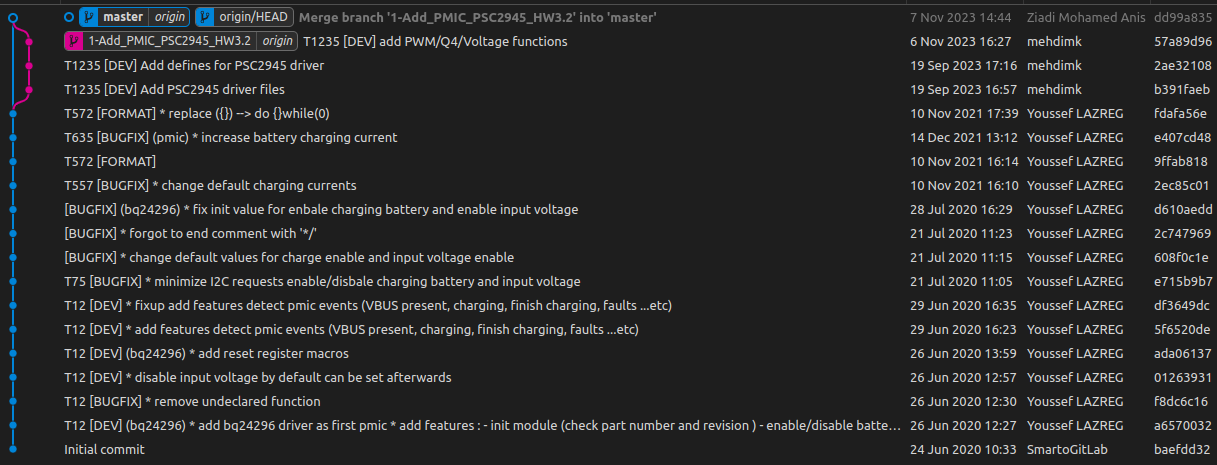 master origin origin/HEAD Merge branch '1-Add_PMIC_PSC2945_HW3.2' into 'master' 7 Nov 2023 14:44 Ziadi Mohamed Anis dd99a835
1-Add_PMIC_PSC2945_HW3.2 origin T1235 [DEV] add PWM/Q4/Voltage functions 6 Nov 2023 16:27 mehdimk 57a89d96
T1235 [DEV] Add defines for PSC2945 driver 19 Sep 2023 17:16 mehdimk 2ae32108
T1235 [DEV] Add PSC2945 driver files 19 Sep 2023 16:57 mehdimk b391faeb
T572 [FORMAT] * replace ({}) --> do {}while(0) 10 Nov 2021 17:39 Youssef LAZREG fdafa56e
T635 [BUGFIX] (pmic) * increase battery charging current 14 Dec 2021 13:12 Youssef LAZREG e407cd48
T572 [FORMAT] 10 Nov 2021 16:14 Youssef LAZREG 9ffab818
T557 [BUGFIX] * change default charging currents 10 Nov 2021 16:10 Youssef LAZREG 2ec85c01
[BUGFIX] (bq24296) * fix init value for enbale charging battery and enable input voltage 28 Jul 2020 16:29 Youssef LAZREG d610aedd
[BUGFIX] * forgot to end comment with '*/' 21 Jul 2020 11:23 Youssef LAZREG 2c747969
[BUGFIX] * change default values for charge enable and input voltage enable 21 Jul 2020 11:15 Youssef LAZREG 608f0c1e
T75 [BUGFIX] * minimize I2C requests enable/disbale charging battery and input voltage 21 Jul 2020 11:05 Youssef LAZREG e715b9b7
T12 [DEV] * fixup add features detect pmic events (VBUS present, charging, finish charging, faults ...etc) 29 Jun 2020 16:35 Youssef LAZREG df3649dc
T12 [DEV] * add features detect pmic events (VBUS present, charging, finish charging, faults ...etc) 29 Jun 2020 16:23 Youssef LAZREG 5f6520de
T12 [DEV] (bq24296) * add reset register macros 26 Jun 2020 13:59 Youssef LAZREG ada06137
T12 [DEV] * disable input voltage by default can be set afterwards 26 Jun 2020 12:57 Youssef LAZREG 01263931
T12 [BUGFIX] * remove undeclared function 26 Jun 2020 12:30 Youssef LAZREG f8dc6c16
T12 [DEV] (bq24296) * add bq24296 driver as first pmic * add features : - init module (check part number and revision ) - enable/disable batte... 26 Jun 2020 12:27 Youssef LAZREG a6570032
Initial commit 24 Jun 2020 10:33 SmartoGitLab baefdd32